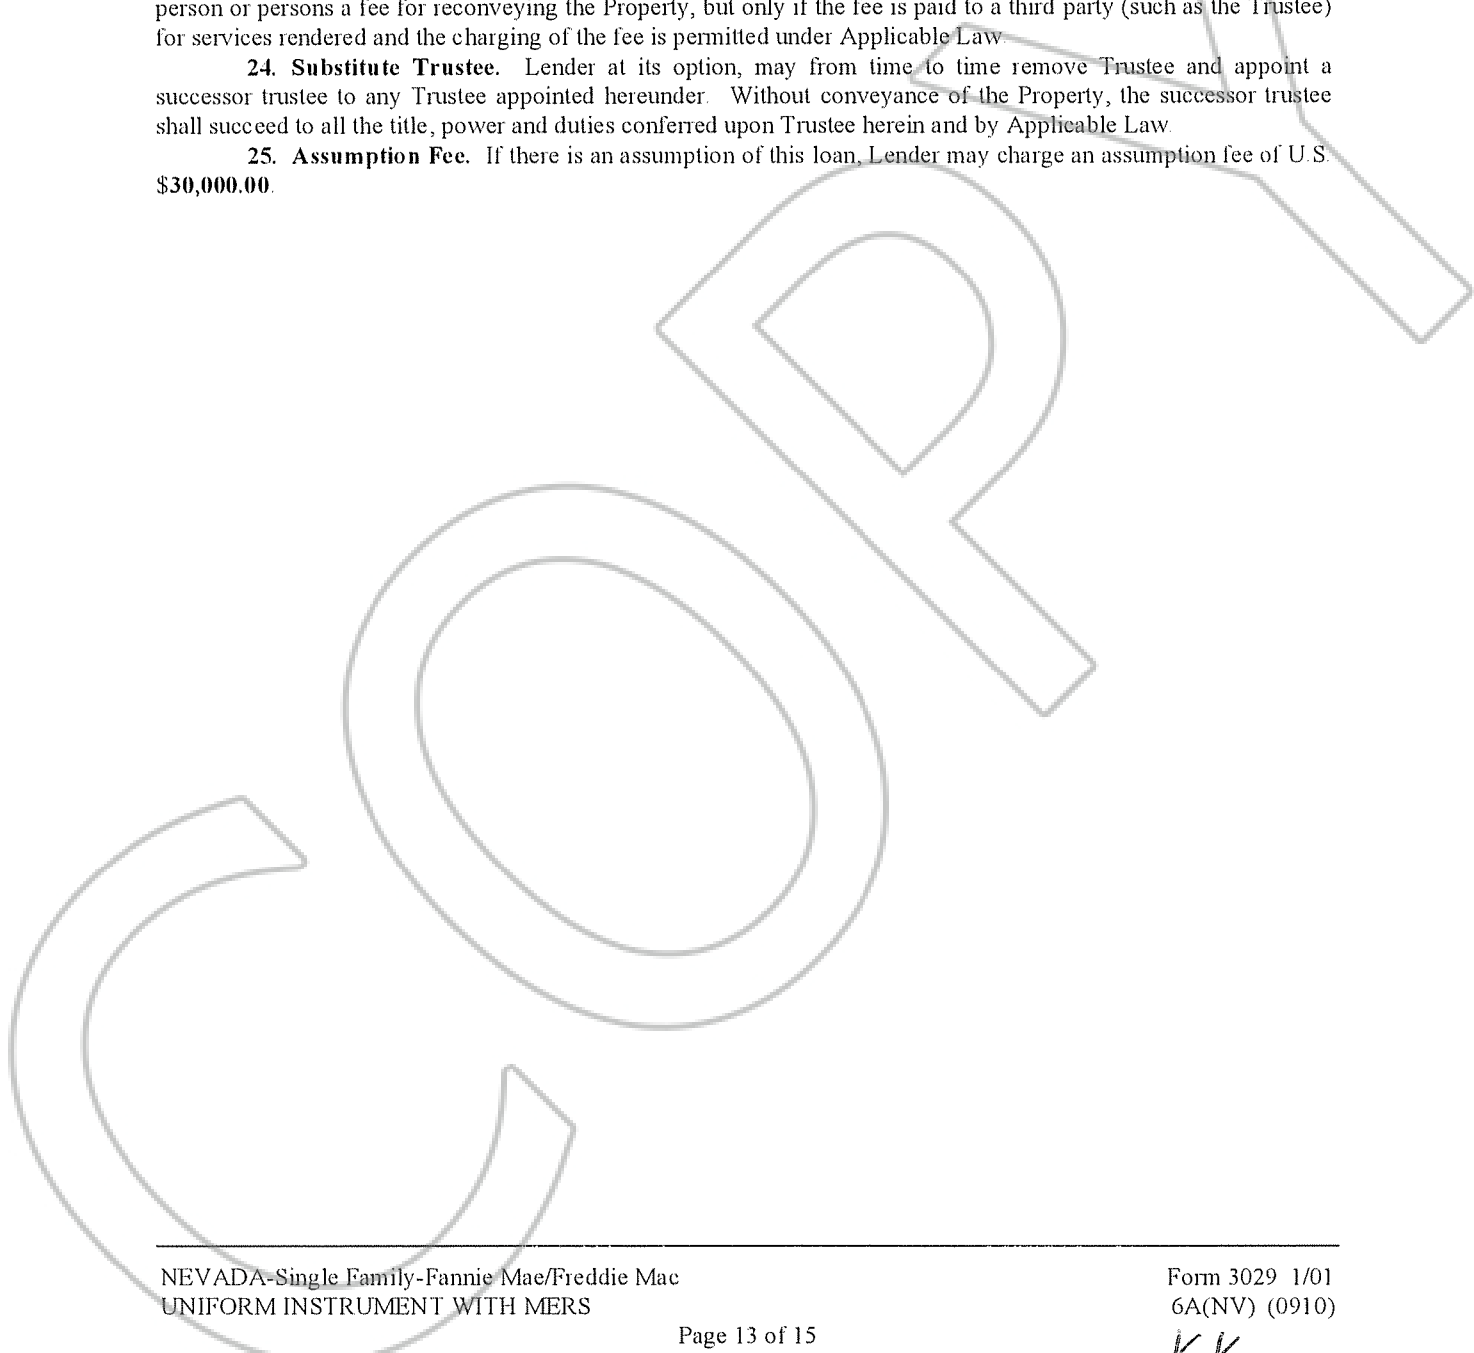 person or persons a fee for reconveying the Property, but only if the fee is paid to a third party (such as the Trustee)
for services rendered and the charging of the fee is permitted under Applicable Law.
24. Substitute Trustee. Lender at its option, may from time to time remove Trustee and appoint a
successor trustee to any Trustee appointed hereunder. Without conveyance of the Property, the successor trustee
shall succeed to all the title, power and duties conferred upon Trustee herein and by Applicable Law.
25. Assumption Fee. If there is an assumption of this loan, Lender may charge an assumption fee of U.S.
$30,000.00.
COPY
NEVADA-Single Family-Fannie Mae/Freddie Mac
Form 3029 1/01
UNIFORM INSTRUMENT WITH MERS
6A(NV) (0910)
Page 13 of 15